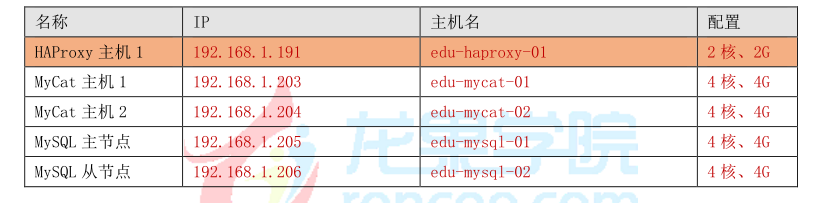 名称 IP 主机名 配置
HAProxy 主机 1 192.168.1.191 edu-haproxy-01 2 核、2G
MyCat 主机 1 192.168.1.203 edu-mycat-01 4 核、4G
MyCat 主机 2 192.168.1.204 edu-mycat-02 4 核、4G
MySQL 主节点 192.168.1.205 edu-mysql-01 4 核、4G
MySQL 从节点 192.168.1.206 edu-mysql-02 4 核、4G
龙果学院